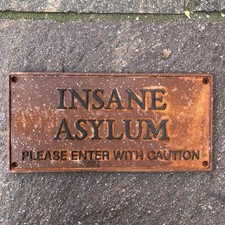 INSANE
ASYLUM
PLEASE ENTER WITH CAUTION